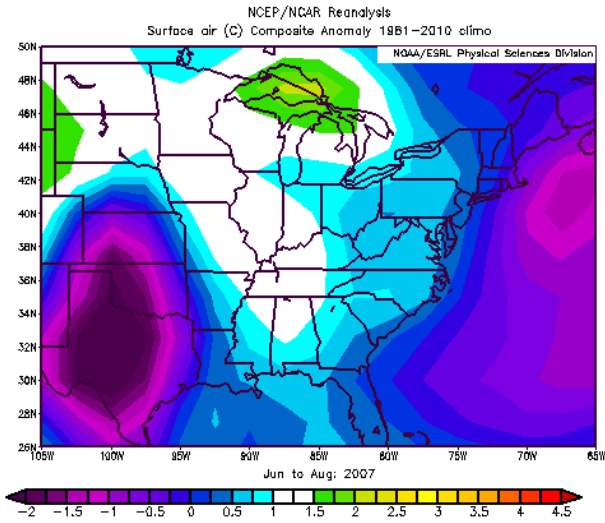 NCEP/NCAR Reanalysis
Surface air (C) Composite Anomaly 1981-2010 climo
NOAA/ESRL Physical Sciences Division
50N
48N
46N
44N
42N
40N
38N
36N
34N
32N
30N
28N
26N
105W 100W 95W 90W 85W 80W 75W 70W 65W
Jun to Aug: 2007
-2 -1.5 -1 -0.5 0 0.5 1 1.5 2 2.5 3 3.5 4 4.5